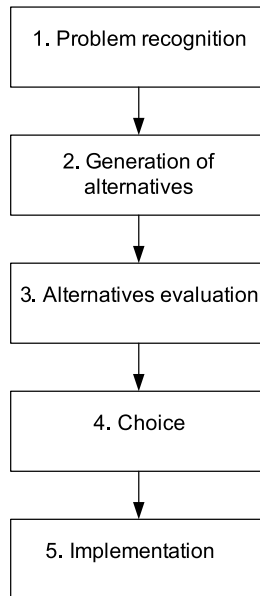 1. Problem recognition
2. Generation of
alternatives
3. Alternatives evaluation
4. Choice
5. Implementation